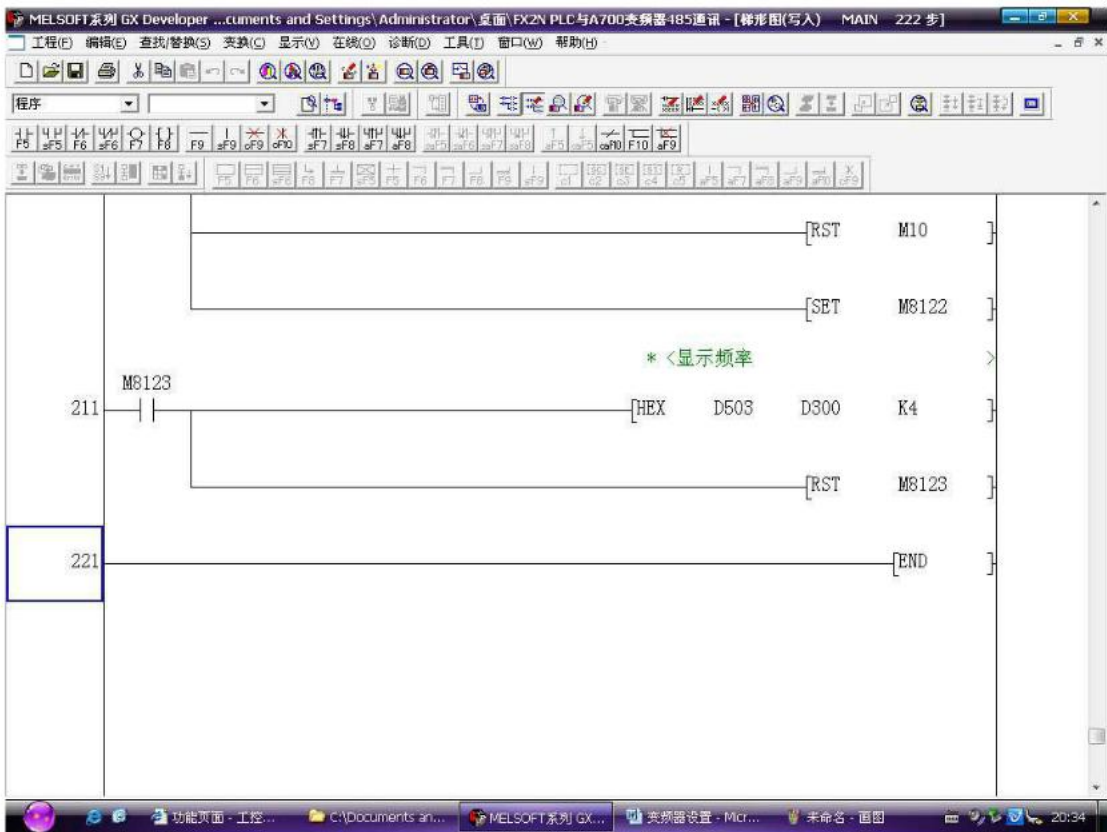 MELSOFT系列 GX Developer ...cuments and Settings\Administrator\桌面\FX2N PLC与A700变频器485通讯 - [梯形图(写入) MAIN 222 步]
工程(F) 编辑(E) 查找/替换(S) 变换(C) 显示(V) 在线(O) 诊断(D) 工具(T) 窗口(W) 帮助(H)
程序
RST M10
SET M8122
* <显示频率 >
M8123
211 HEX D503 D300 K4
RST M8123
221 END
功能页面 - 工控... C:\Documents an... MELSOFT系列 GX... 变频器设置 - Micr... 未命名 - 画图 20:34